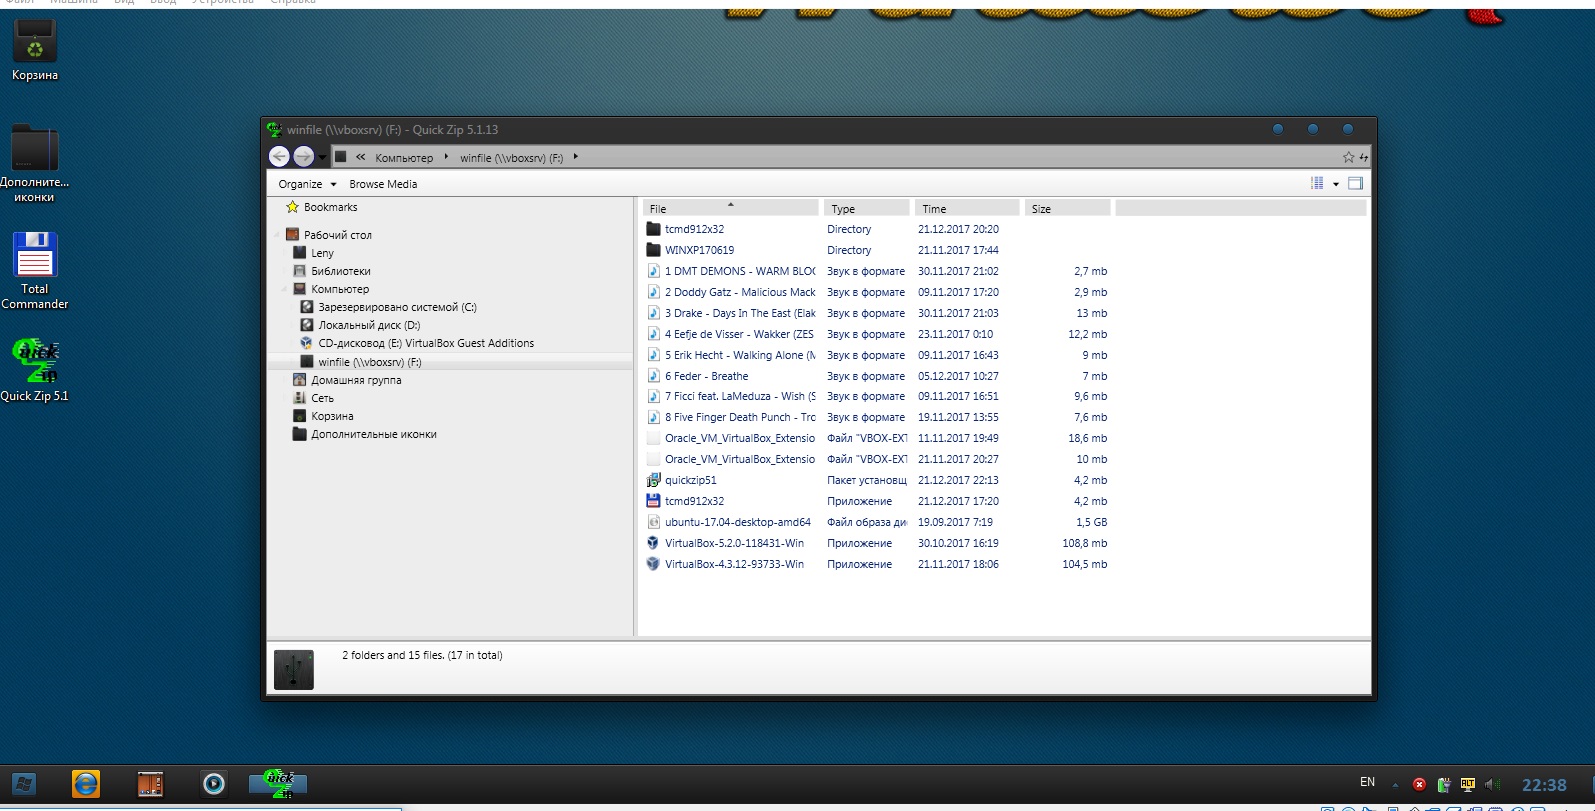 Файл Машина Вид Ввод Устройства Справка
Корзина
Дополните...
иконки
Total
Commander
Quick Zip 5.1
winfile (\\vboxsrv) (F:) - Quick Zip 5.1.13
« Компьютер winfile (\\vboxsrv) (F:)
Organize Browse Media
Bookmarks
Рабочий стол
Leny
Библиотеки
Компьютер
Зарезервировано системой (C:)
Локальный диск (D:)
CD-дисковод (E:) VirtualBox Guest Additions
winfile (\\vboxsrv) (F:)
Домашняя группа
Сеть
Корзина
Дополнительные иконки
File Type Time Size
tcmd912x32 Directory 21.12.2017 20:20
WINXP170619 Directory 21.11.2017 17:44
1 DMT DEMONS - WARM BLOC Звук в формате 30.11.2017 21:02 2,7 mb
2 Doddy Gatz - Malicious Mack Звук в формате 09.11.2017 17:20 2,9 mb
3 Drake - Days In The East (Elak Звук в формате 30.11.2017 21:03 13 mb
4 Eefje de Visser - Wakker (ZES Звук в формате 23.11.2017 0:10 12,2 mb
5 Erik Hecht - Walking Alone (M Звук в формате 09.11.2017 16:43 9 mb
6 Feder - Breathe Звук в формате 05.12.2017 10:27 7 mb
7 Ficci feat. LaMeduza - Wish (S Звук в формате 09.11.2017 16:51 9,6 mb
8 Five Finger Death Punch - Tro Звук в формате 19.11.2017 13:55 7,6 mb
Oracle_VM_VirtualBox_Extensio Файл "VBOX-EXT 11.11.2017 19:49 18,6 mb
Oracle_VM_VirtualBox_Extensio Файл "VBOX-EXT 21.11.2017 20:27 10 mb
quickzip51 Пакет установщ 21.12.2017 22:13 4,2 mb
tcmd912x32 Приложение 21.12.2017 17:20 4,2 mb
ubuntu-17.04-desktop-amd64 Файл образа ди 19.09.2017 7:19 1,5 GB
VirtualBox-5.2.0-118431-Win Приложение 30.10.2017 16:19 108,8 mb
VirtualBox-4.3.12-93733-Win Приложение 21.11.2017 18:06 104,5 mb
2 folders and 15 files. (17 in total)
EN
22:38